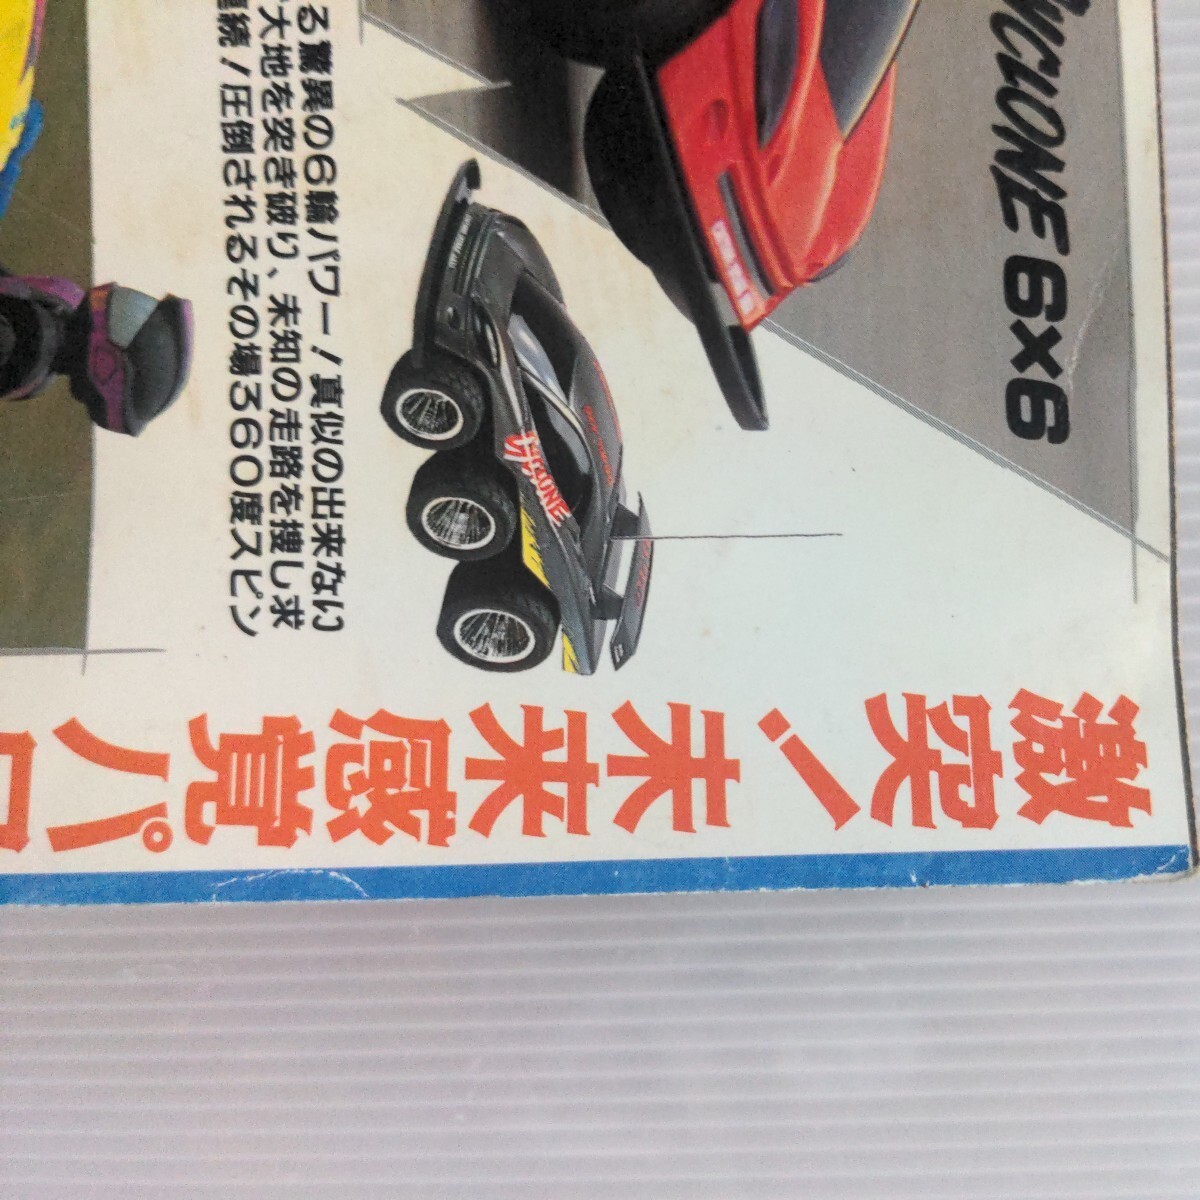 CYCLONE 6×6
る驚異の6輪パワー！真似の出来ない
大地を突き破り、未知の走路を捜し求
連続！圧倒されるその場360度スピン
CYCLONE
激突！未来感覚パ